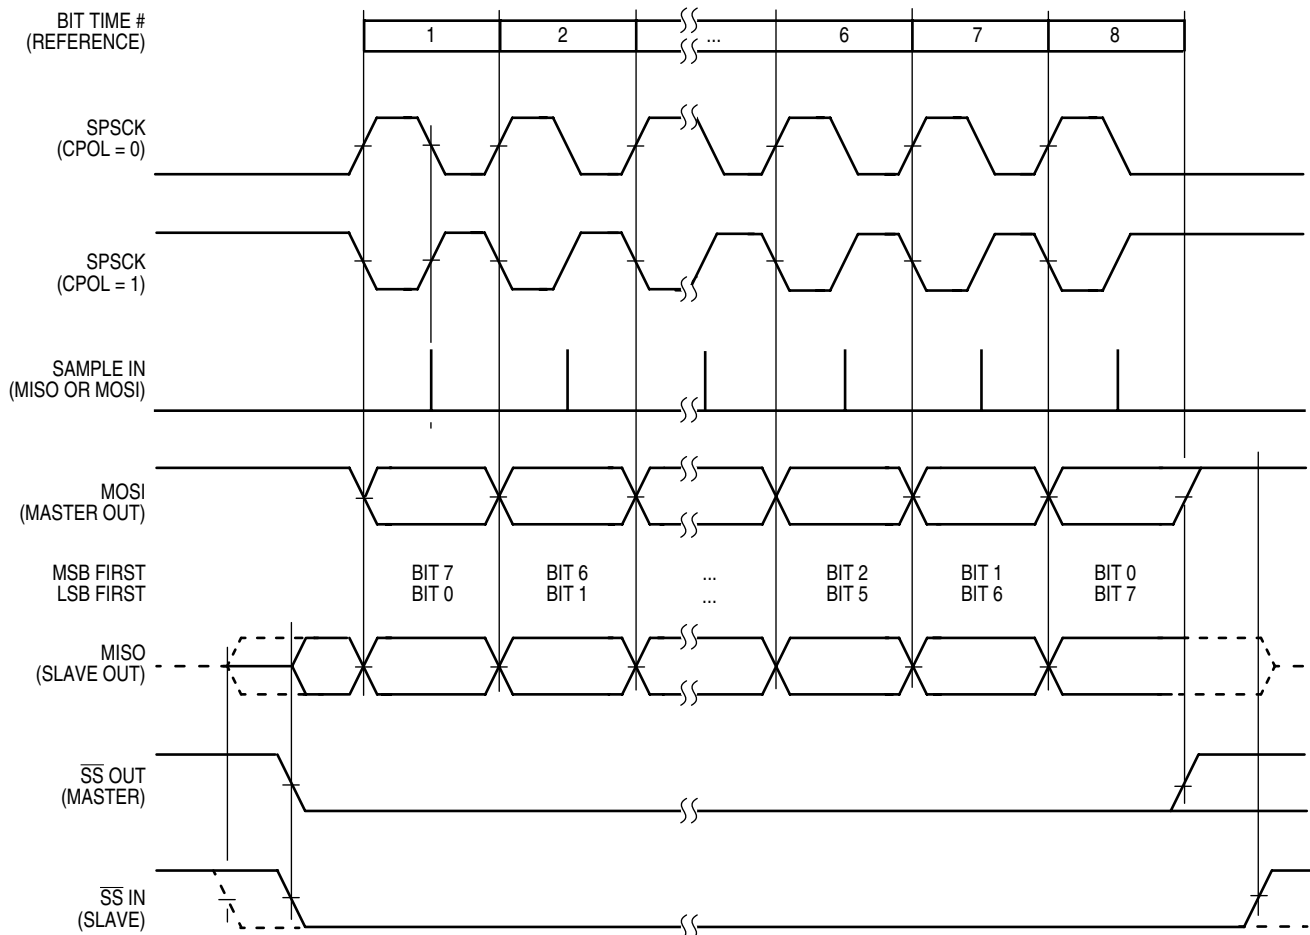 BIT TIME #
(REFERENCE)
1 2 ... 6 7 8
SPSCK
(CPOL = 0)
SPSCK
(CPOL = 1)
SAMPLE IN
(MISO OR MOSI)
MOSI
(MASTER OUT)
MSB FIRST BIT 7 BIT 6 ... BIT 2 BIT 1 BIT 0
LSB FIRST BIT 0 BIT 1 ... BIT 5 BIT 6 BIT 7
MISO
(SLAVE OUT)
S̅S̅ OUT
(MASTER)
S̅S̅ IN
(SLAVE)